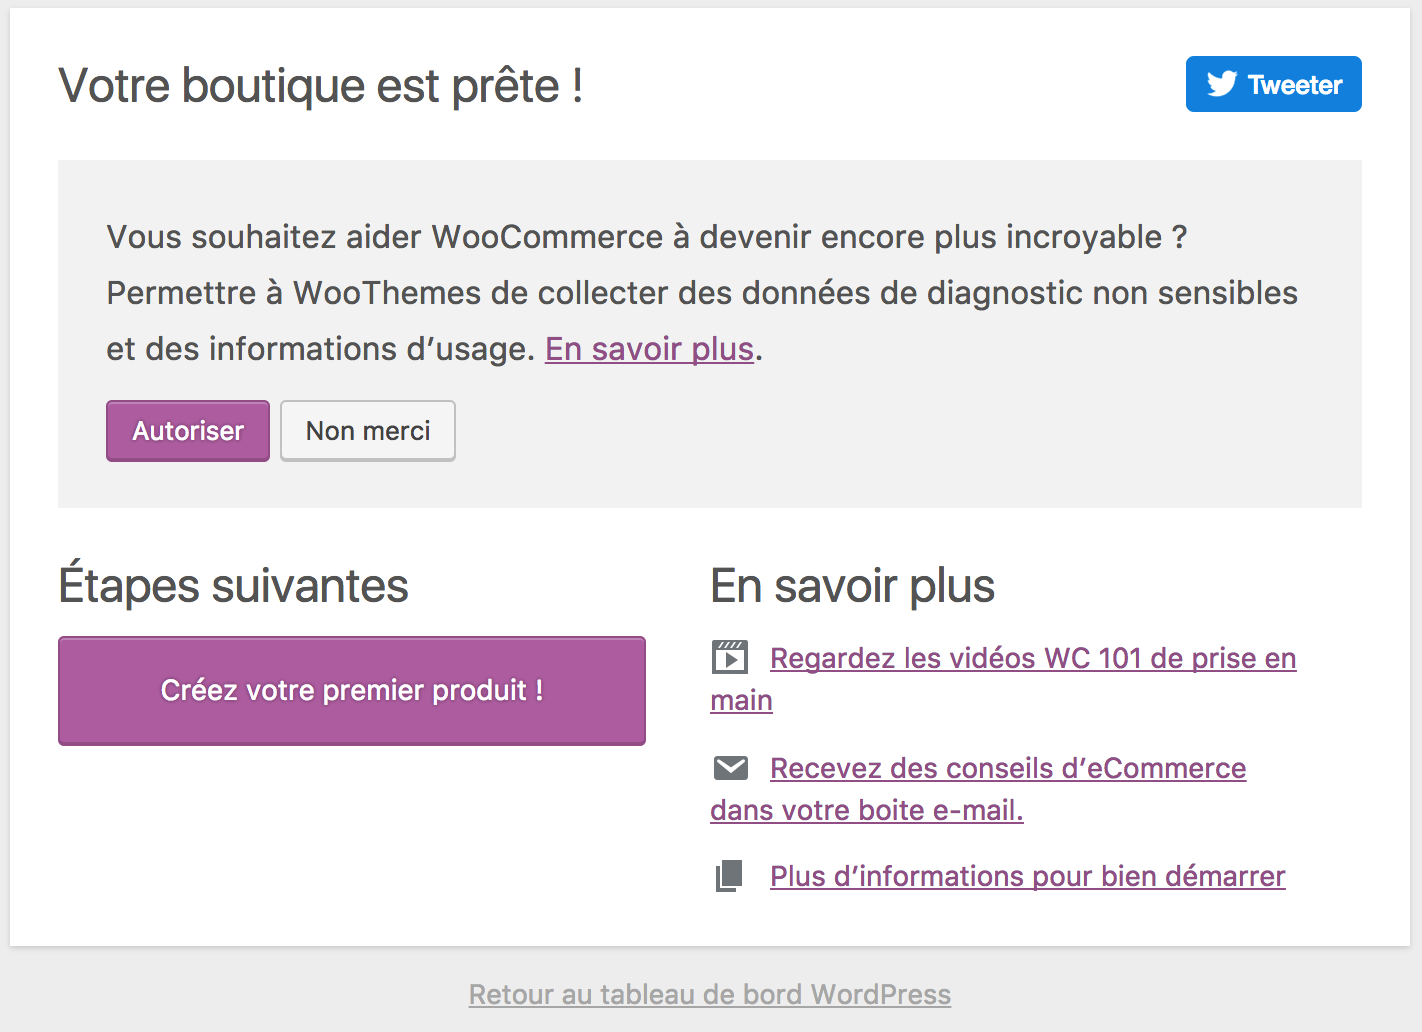 Votre boutique est prête !
Tweeter
Vous souhaitez aider WooCommerce à devenir encore plus incroyable ?
Permettre à WooThemes de collecter des données de diagnostic non sensibles
et des informations d’usage. En savoir plus.
Autoriser
Non merci
Étapes suivantes
Créez votre premier produit !
En savoir plus
Regardez les vidéos WC 101 de prise en
main
Recevez des conseils d’eCommerce
dans votre boite e-mail.
Plus d’informations pour bien démarrer
Retour au tableau de bord WordPress